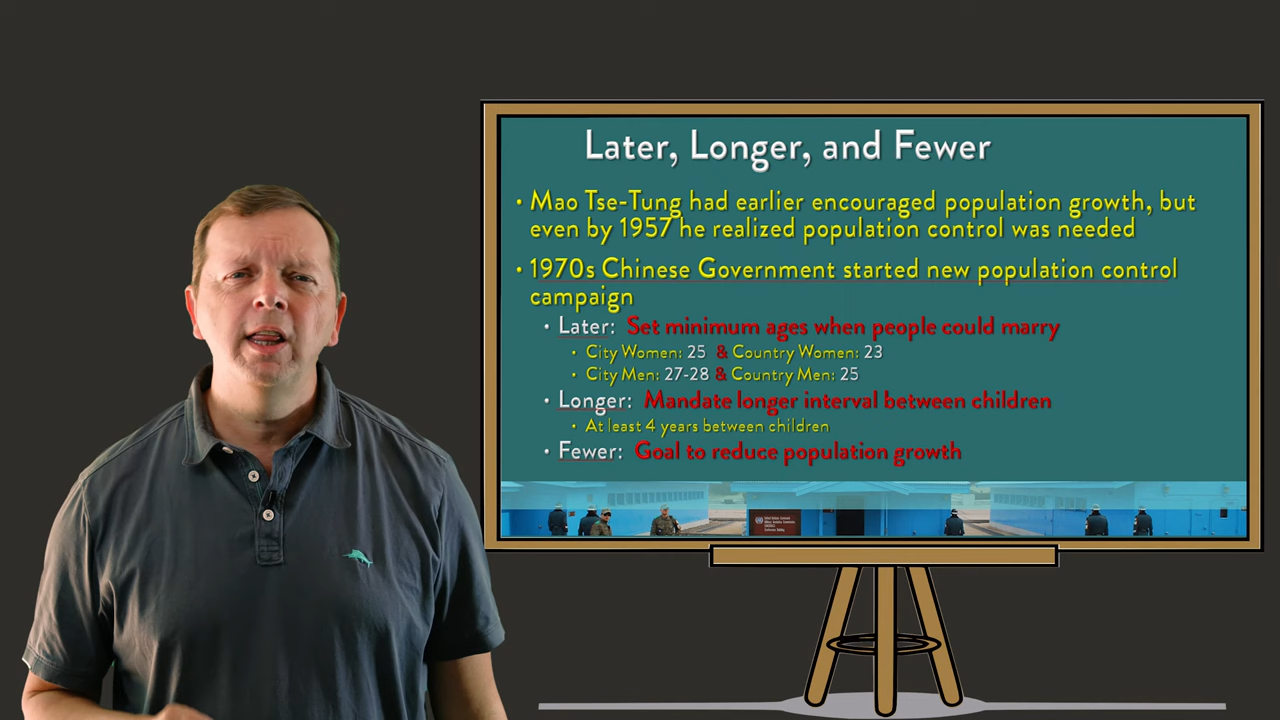 Later, Longer, and Fewer
• Mao Tse-Tung had earlier encouraged population growth, but
even by 1957 he realized population control was needed
• 1970s Chinese Government started new population control
campaign
• Later: Set minimum ages when people could marry
• City Women: 25 & Country Women: 23
• City Men: 27-28 & Country Men: 25
• Longer: Mandate longer interval between children
• At least 4 years between children
• Fewer: Goal to reduce population growth